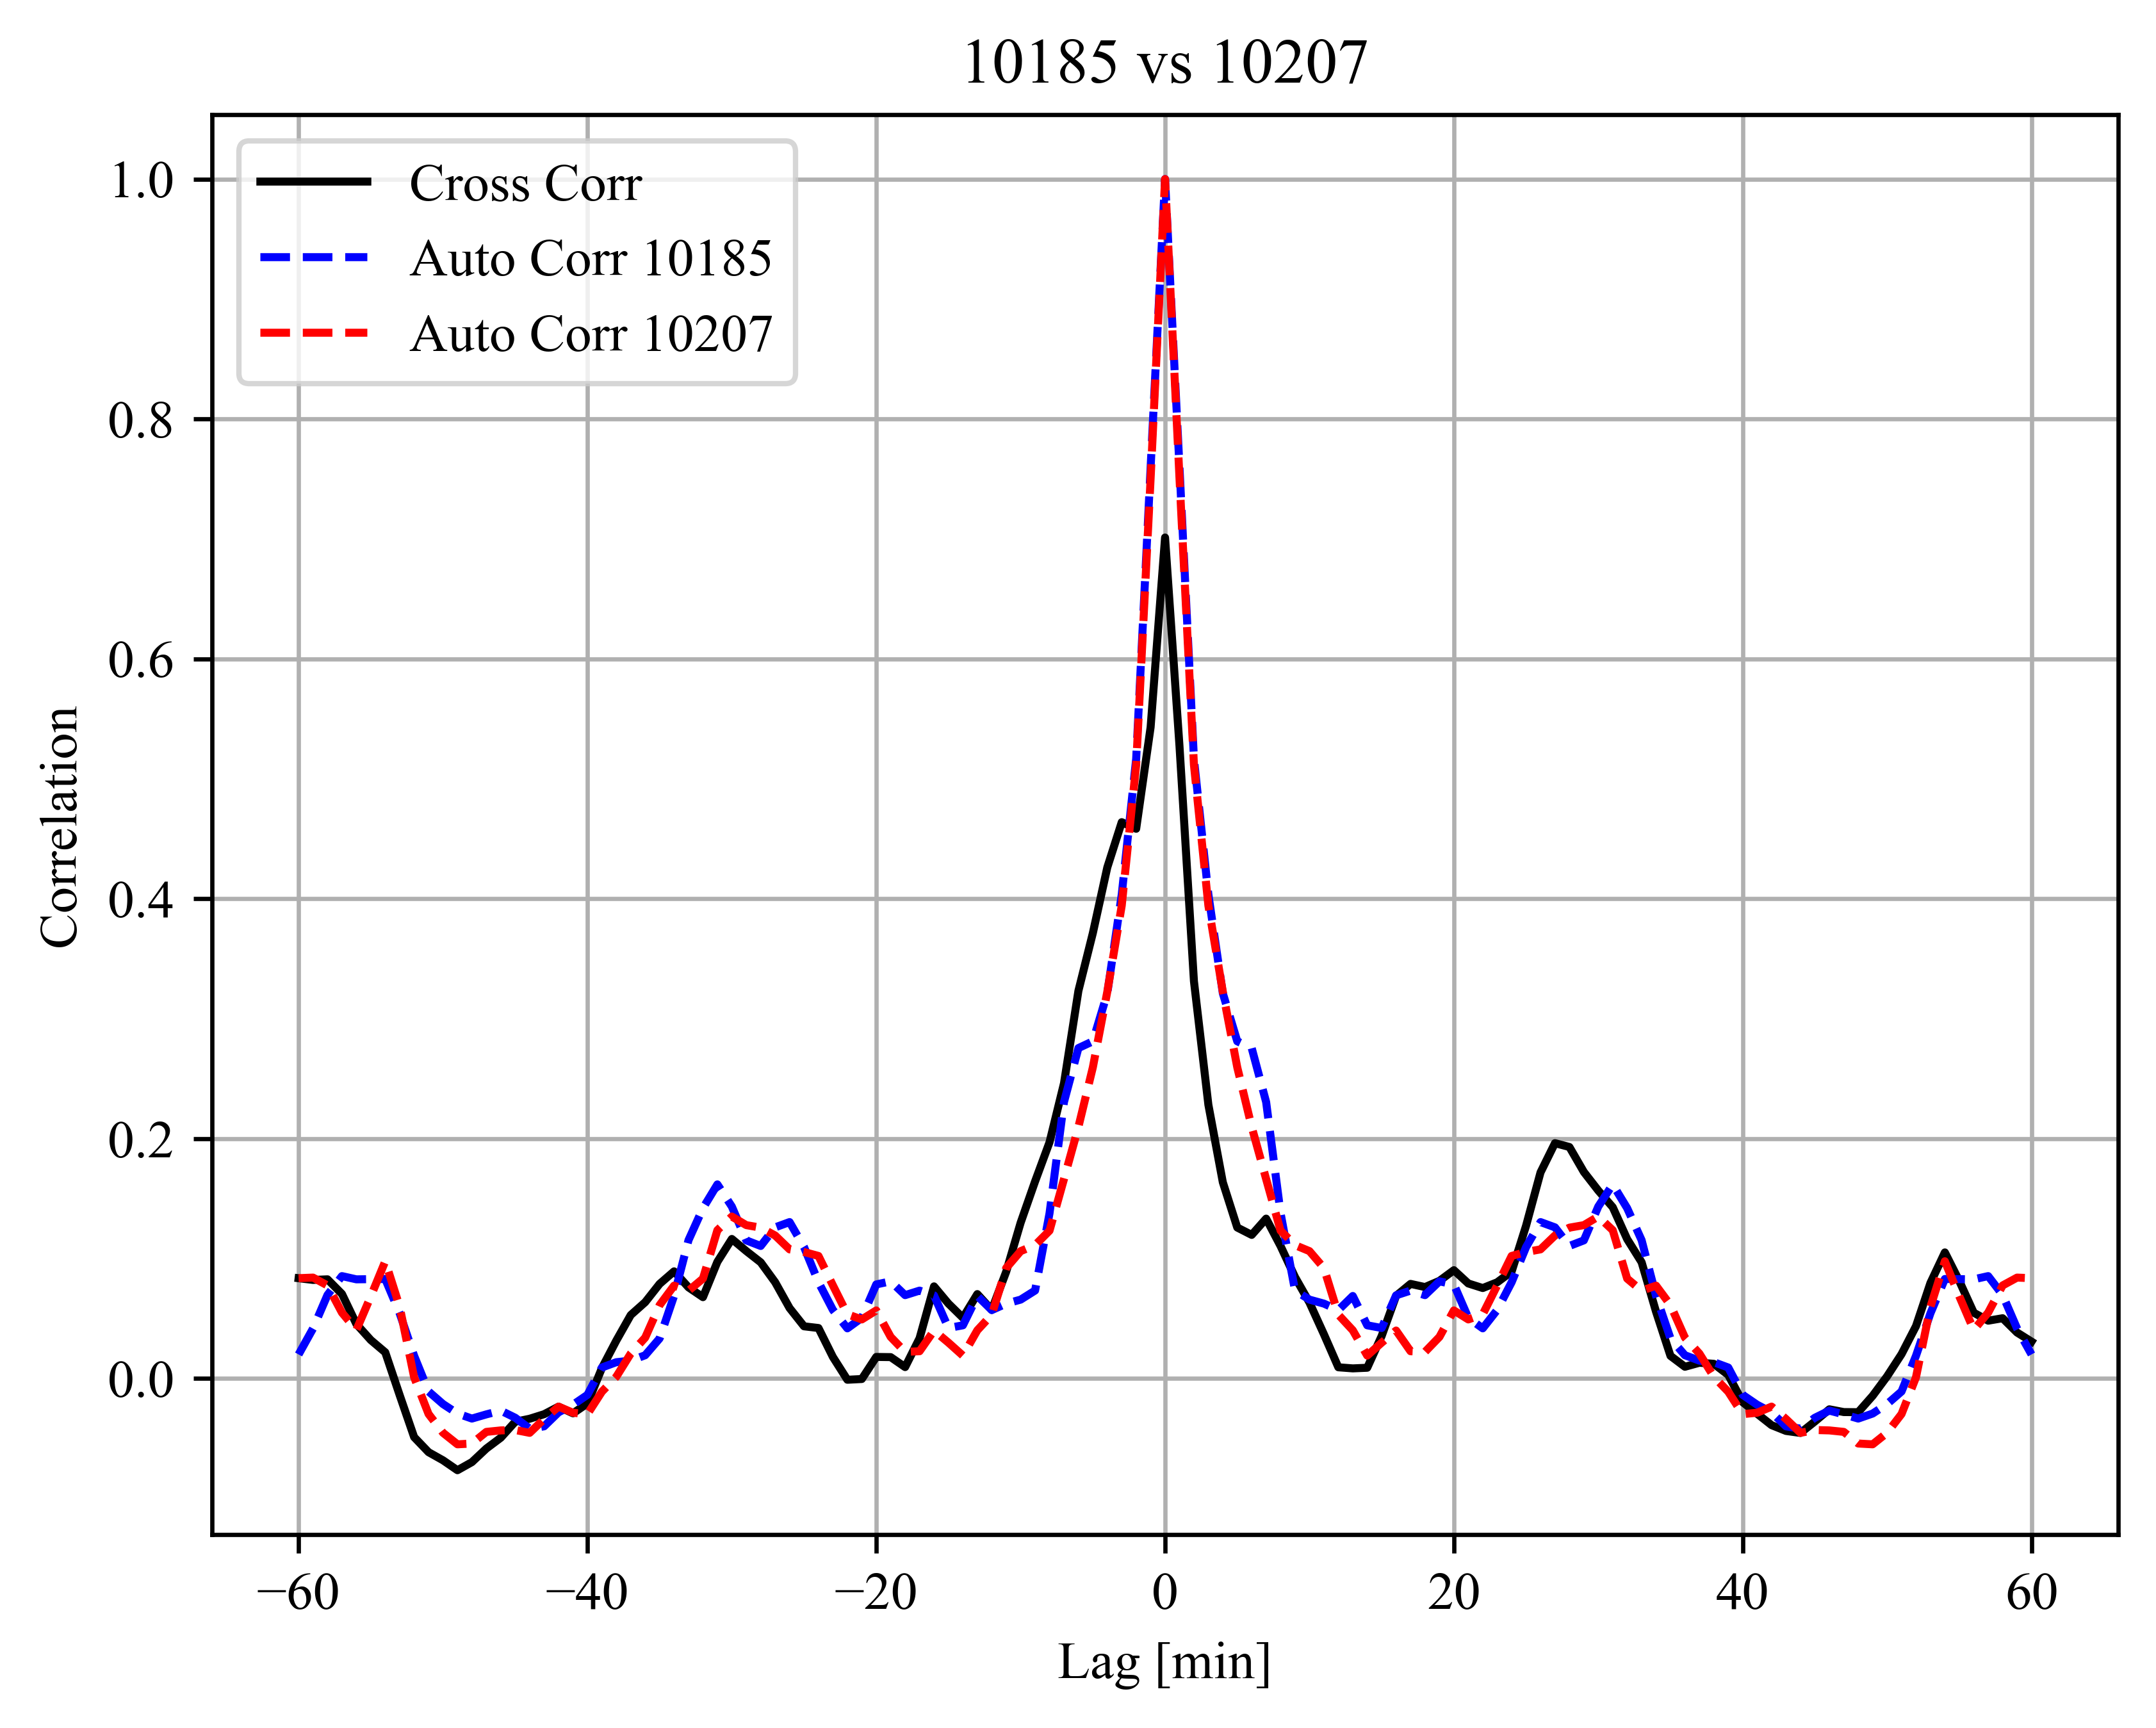 10185 vs 10207
Cross Corr
Auto Corr 10185
Auto Corr 10207
1.0
0.8
0.6
0.4
0.2
0.0
Correlation
−60 −40 −20 0 20 40 60
Lag [min]